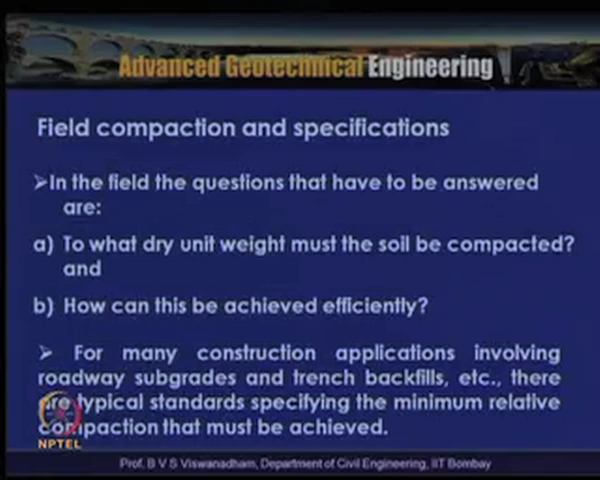 Advanced Geotechnical Engineering
Field compaction and specifications
➢In the field the questions that have to be answered
are:
a) To what dry unit weight must the soil be compacted?
and
b) How can this be achieved efficiently?
➢ For many construction applications involving
roadway subgrades and trench backfills, etc., there
are typical standards specifying the minimum relative
compaction that must be achieved.
NPTEL
Prof. B V S Viswanadham, Department of Civil Engineering, IIT Bombay